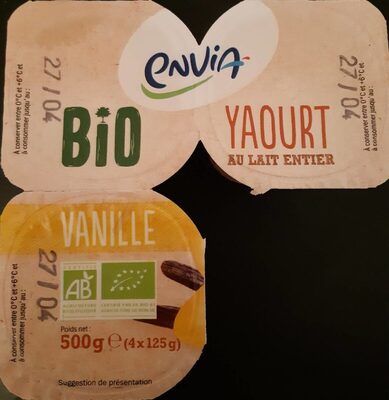 envia
27/04
À conserver entre 0°C et +6°C et
à consommer jusqu'au :
BIO
27/04
À conserver entre 0°C et +6°C et
à consommer jusqu'au :
YAOURT
AU LAIT ENTIER
VANILLE
27/04
À conserver entre 0°C et +6°C et
à consommer jusqu'au :
CERTIFIÉ
AB
AGRICULTURE
BIOLOGIQUE
Poids net :
500g e (4x125g)
Suggestion de présentation